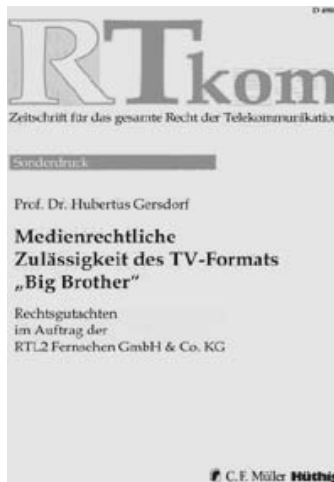 RTkom
Zeitschrift für das gesamte Recht der Telekommunikation
Sonderdruck
Prof. Dr. Hubertus Gersdorf
Medienrechtliche
Zulässigkeit des TV-Formats
„Big Brother“
Rechtsgutachten
im Auftrag der
RTL2 Fernsehen GmbH & Co. KG
C. F. Müller Hüthig